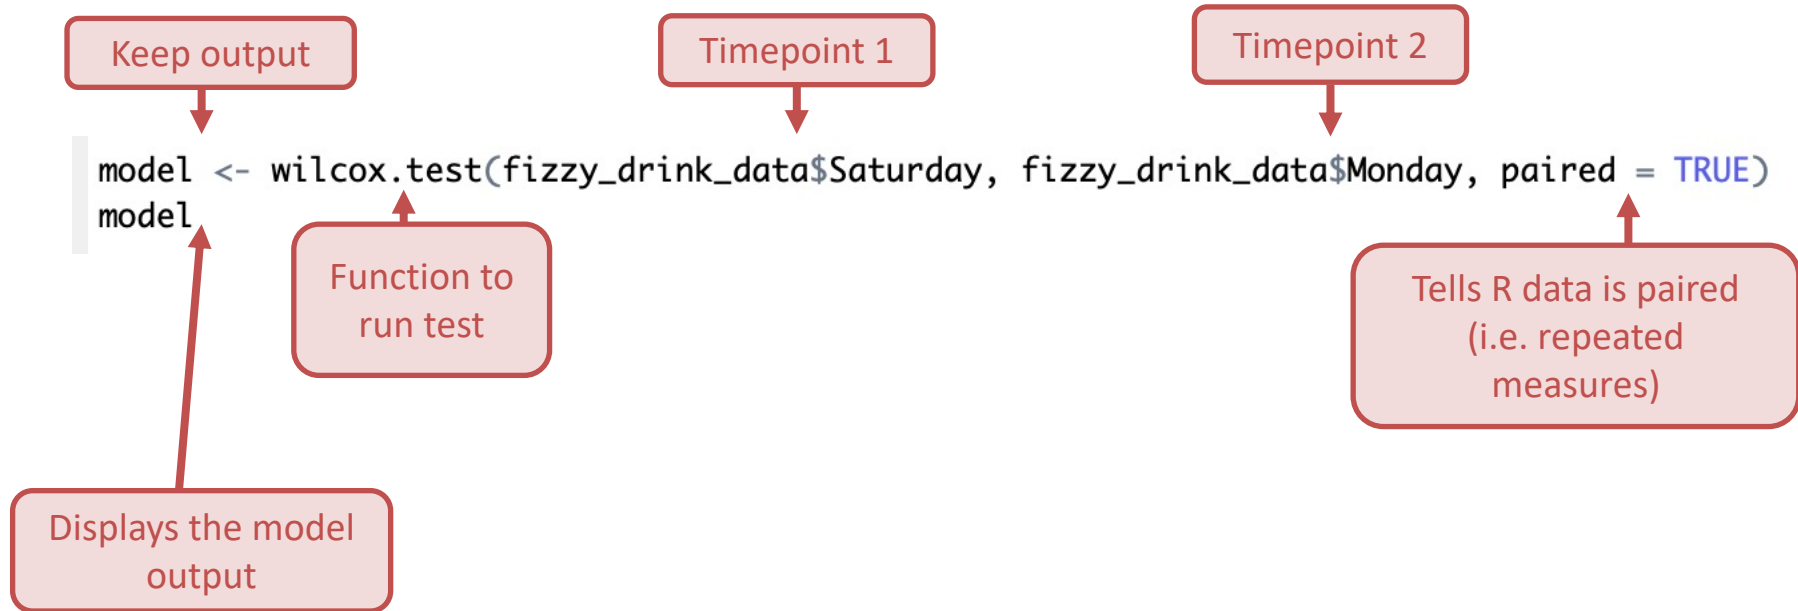 Keep output
Timepoint 1
Timepoint 2
model <- wilcox.test(fizzy_drink_data$Saturday, fizzy_drink_data$Monday, paired = TRUE)
model
Function to
run test
Tells R data is paired
(i.e. repeated
measures)
Displays the model
output